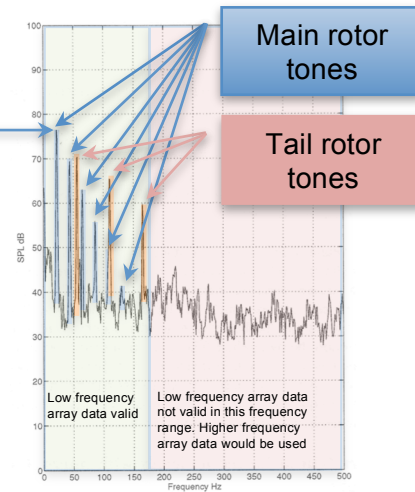 Main rotor
tones
Tail rotor
tones
100
90
80
70
60
50
40
30
20
10
0
SPL dB
Low frequency
array data valid
Low frequency array data
not valid in this frequency
range. Higher frequency
array data would be used
0 50 100 150 200 250 300 350 400 450 500
Frequency Hz